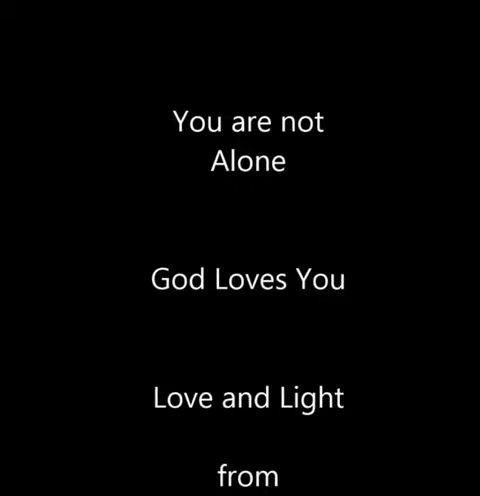 You are not
Alone
God Loves You
Love and Light
from